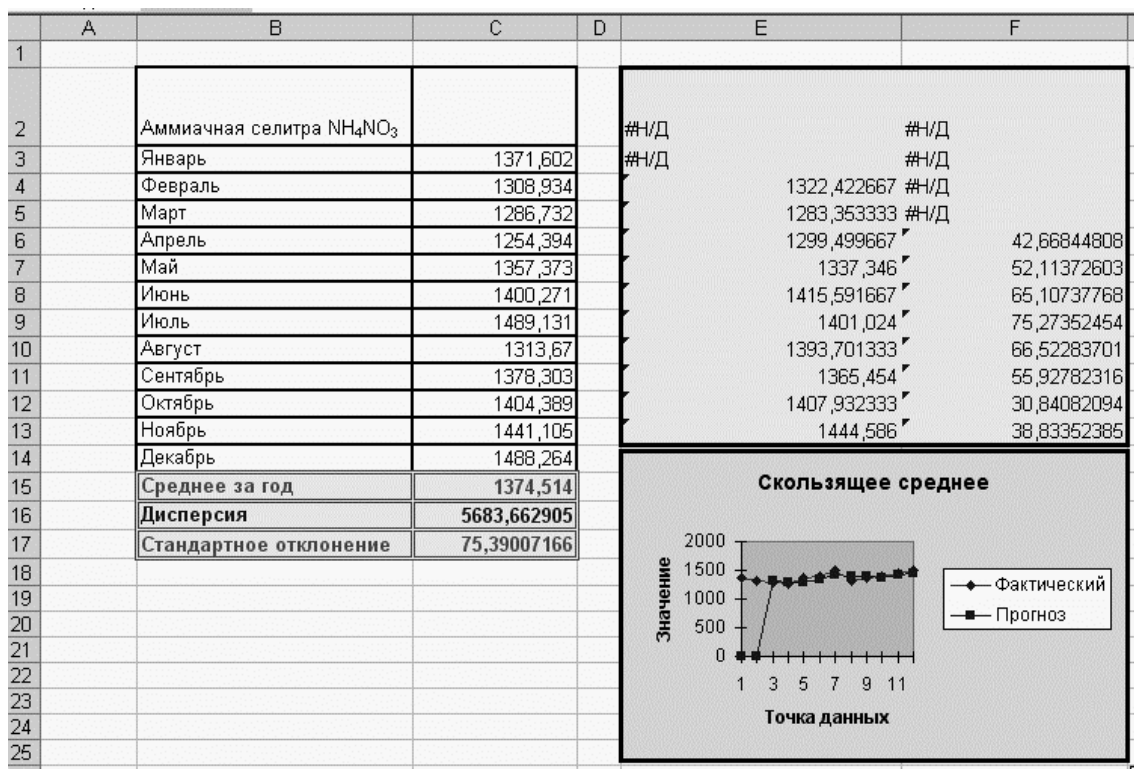 A B C D E F
1
2 Аммиачная селитра NH₄NO₃ #Н/Д #Н/Д
3 Январь 1371,602 #Н/Д #Н/Д
4 Февраль 1308,934 1322,422667 #Н/Д
5 Март 1286,732 1283,353333 #Н/Д
6 Апрель 1254,394 1299,499667 42,66844808
7 Май 1357,373 1337,346 52,11372603
8 Июнь 1400,271 1415,591667 65,10737768
9 Июль 1489,131 1401,024 75,27352454
10 Август 1313,67 1393,701333 66,52283701
11 Сентябрь 1378,303 1365,454 55,92782316
12 Октябрь 1404,389 1407,932333 30,84082094
13 Ноябрь 1441,105 1444,586 38,83352385
14 Декабрь 1488,264
15 Среднее за год 1374,514
16 Дисперсия 5683,662905
17 Стандартное отклонение 75,39007166
18
19
20
21
22
23
24
25
Скользящее среднее
Значение
2000
1500
1000
500
0
1 3 5 7 9 11
Точка данных
Фактический
Прогноз